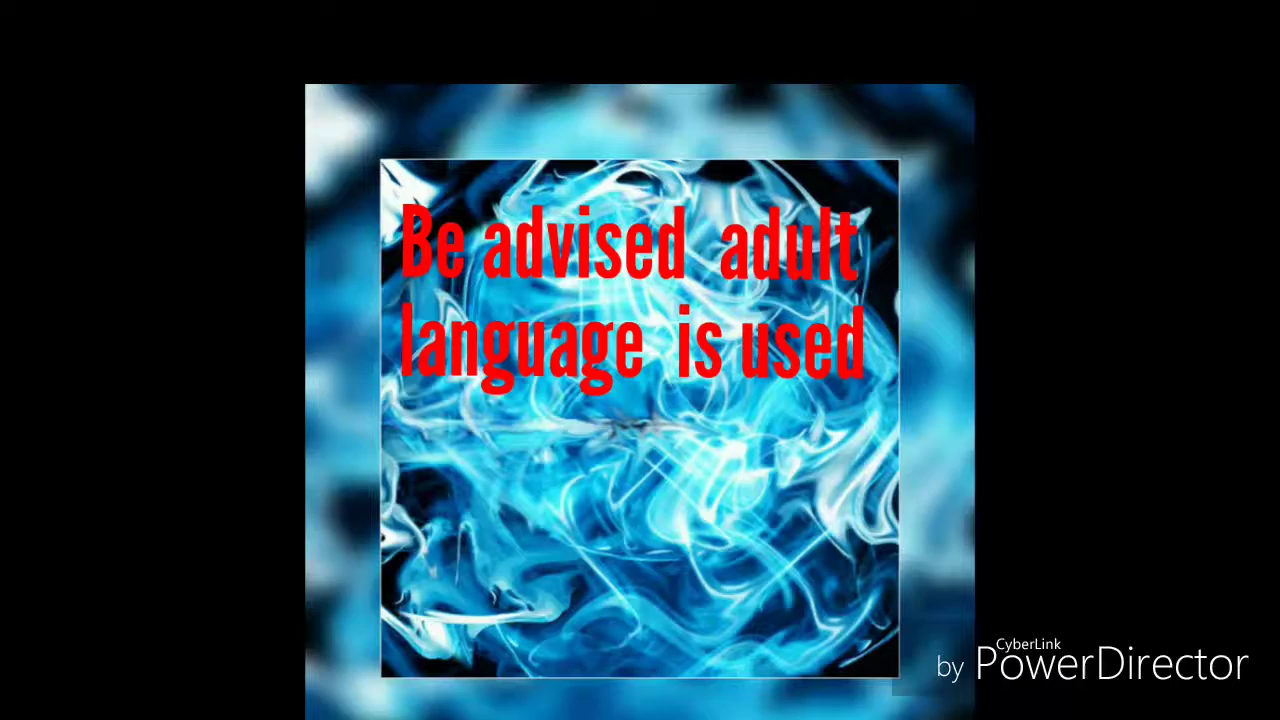 Be advised adult
language is used
CyberLink
by PowerDirector